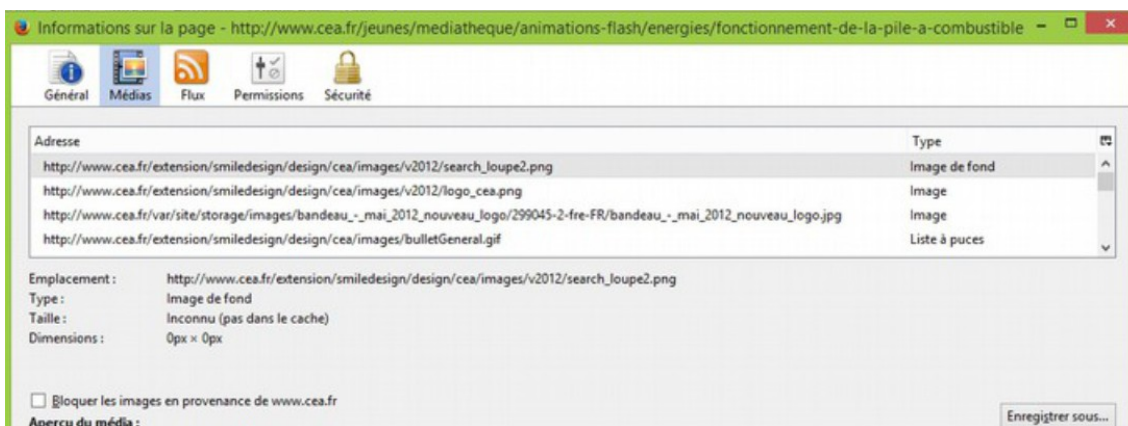 Informations sur la page - http://www.cea.fr/jeunes/mediatheque/animations-flash/energies/fonctionnement-de-la-pile-a-combustible
Général Médias Flux Permissions Sécurité
Adresse Type
http://www.cea.fr/extension/smiledesign/design/cea/images/v2012/search_loupe2.png Image de fond
http://www.cea.fr/extension/smiledesign/design/cea/images/v2012/logo_cea.png Image
http://www.cea.fr/var/site/storage/images/bandeau_-_mai_2012_nouveau_logo/299045-2-fre-FR/bandeau_-_mai_2012_nouveau_logo.jpg Image
http://www.cea.fr/extension/smiledesign/design/cea/images/bulletGeneral.gif Liste à puces
Emplacement : http://www.cea.fr/extension/smiledesign/design/cea/images/v2012/search_loupe2.png
Type : Image de fond
Taille : Inconnu (pas dans le cache)
Dimensions : 0px × 0px
Bloquer les images en provenance de www.cea.fr
Enregistrer sous...
Aperçu du média :